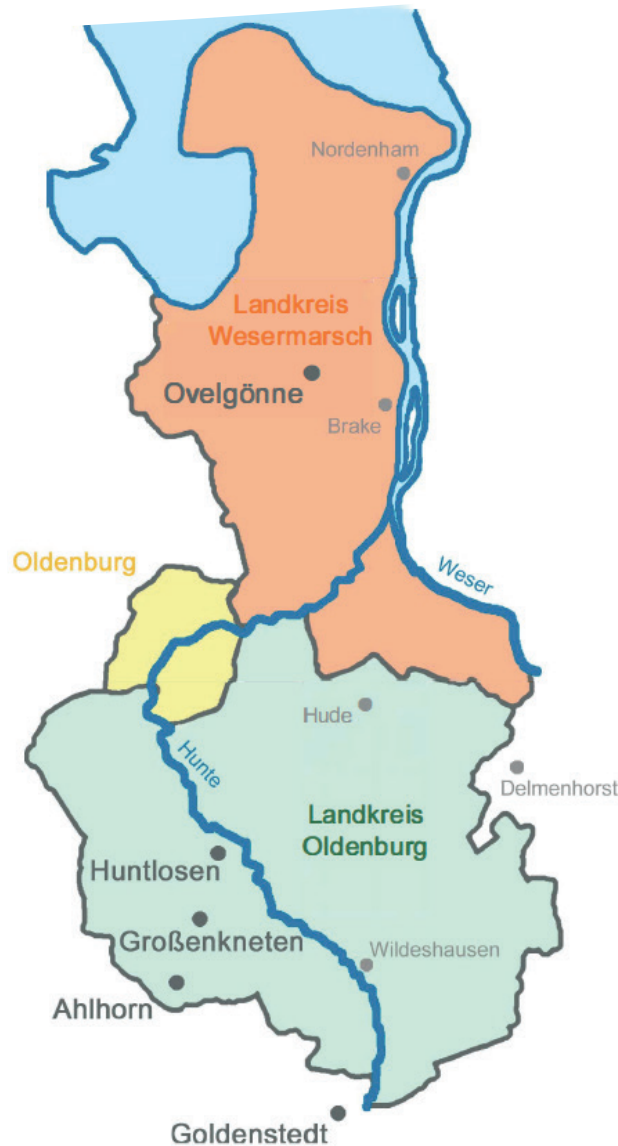 Nordenham
Landkreis
Wesermarsch
Ovelgönne
Brake
Oldenburg
Weser
Hude
Hunte
Delmenhorst
Landkreis
Oldenburg
Huntlosen
Großenkneten
Wildeshausen
Ahlhorn
Goldenstedt